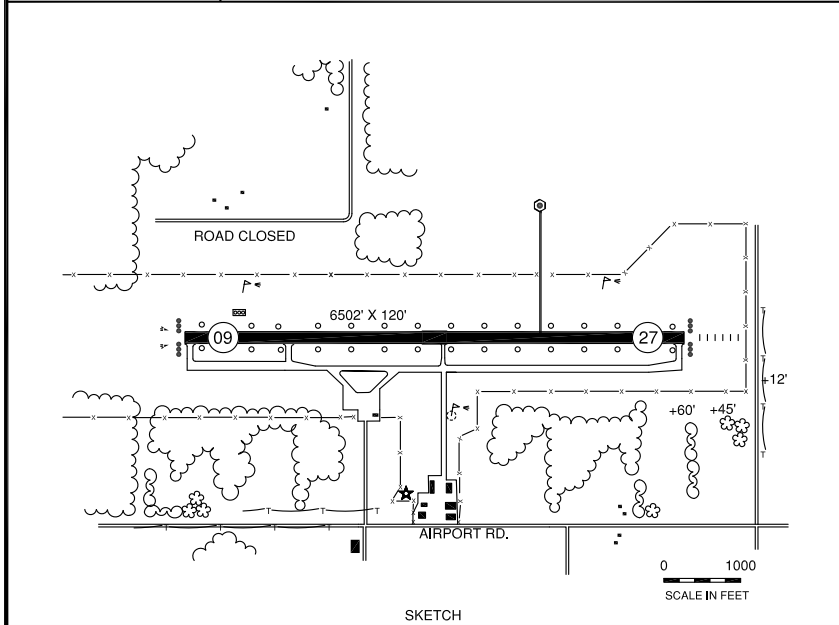 ROAD CLOSED
6502' X 120'
09
27
+12'
+60' +45'
AIRPORT RD.
0 1000
SCALE IN FEET
SKETCH